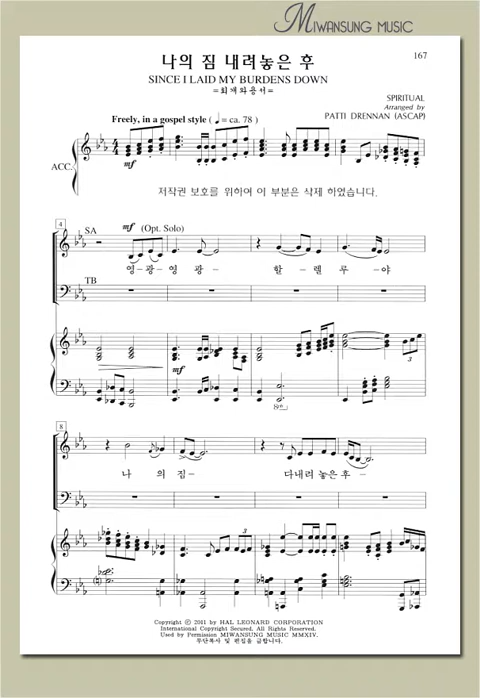 MIWANSUNG MUSIC
167
나의 짐 내려놓은 후
SINCE I LAID MY BURDENS DOWN
=회개와용서=
SPIRITUAL
Arranged by
PATTI DRENNAN (ASCAP)
Freely, in a gospel style (♩= ca. 78 )
ACC.
mf
저작권 보호를 위하여 이 부분은 삭제 하였습니다.
4
SA
mf (Opt. Solo)
영-광-영 광- 할-렐 루 -야
TB
mf
3
8
나 의 짐- 다내려 놓은후 -
3
Copyright ⓒ 2011 by HAL LEONARD CORPORATION
International Copyright Secured. All Rights Reserved.
Used by Permission MIWANSUNG MUSIC MMXIV.
무단복사 및 편집을 금합니다.